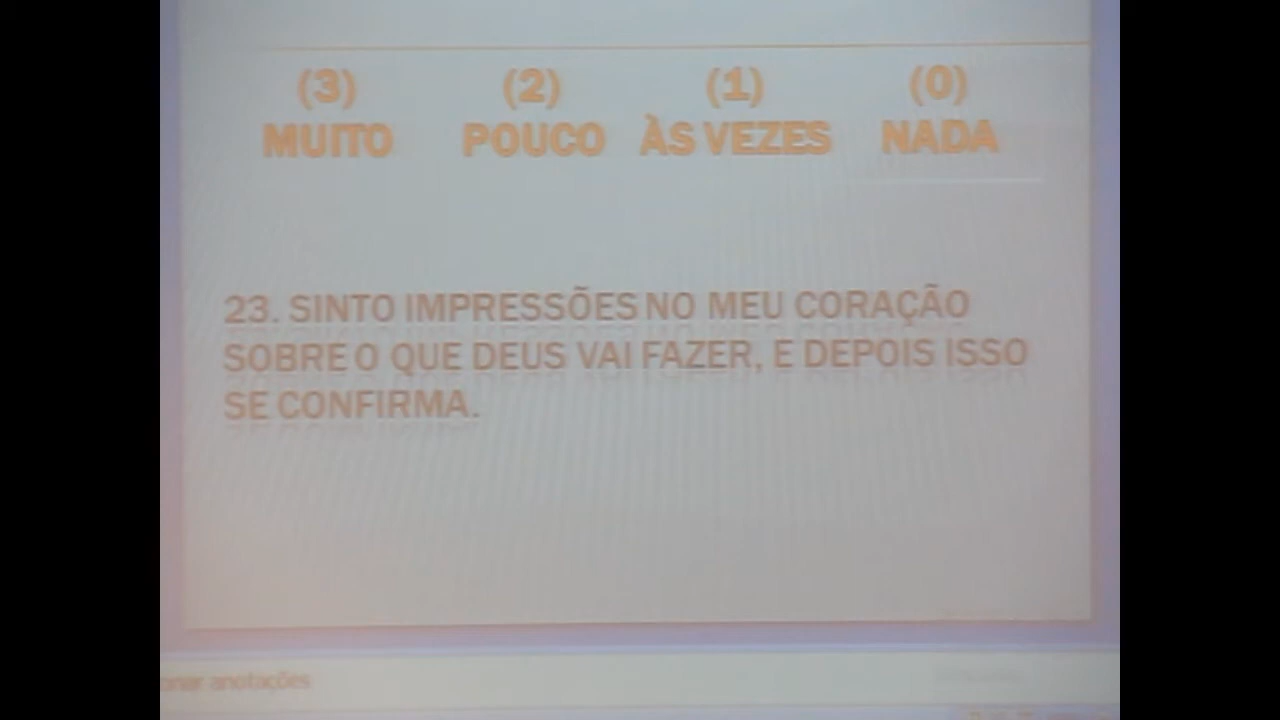 (3) (2) (1) (0)
MUITO POUCO ÀS VEZES NADA
23. SINTO IMPRESSÕES NO MEU CORAÇÃO
SOBRE O QUE DEUS VAI FAZER, E DEPOIS ISSO
SE CONFIRMA.
anotações